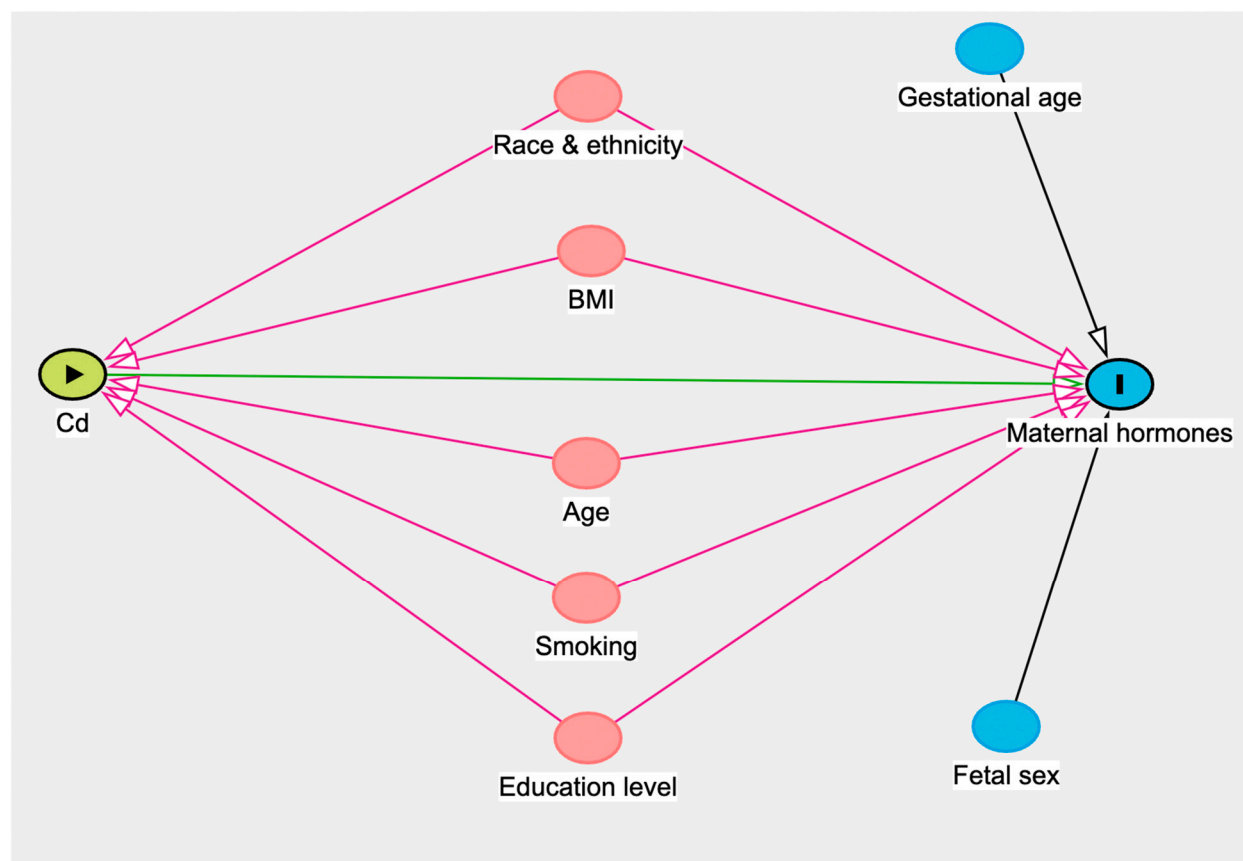 Gestational age
Race & ethnicity
BMI
Cd
Maternal hormones
Age
Smoking
Fetal sex
Education level